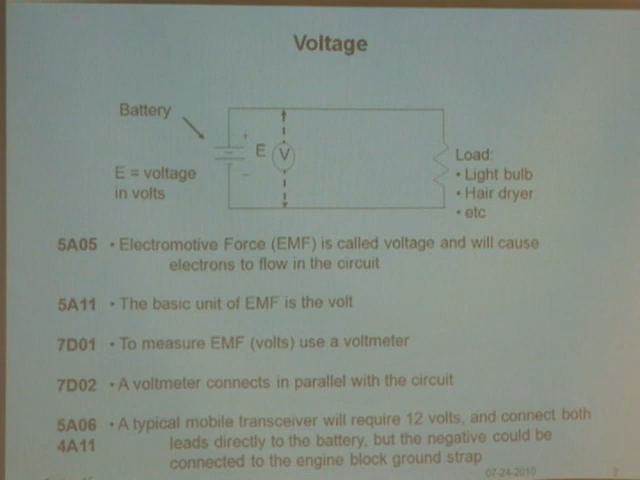 Voltage
Battery
+
E V
E = voltage
in volts
–
Load:
• Light bulb
• Hair dryer
• etc
5A05 • Electromotive Force (EMF) is called voltage and will cause
electrons to flow in the circuit
5A11 • The basic unit of EMF is the volt
7D01 • To measure EMF (volts) use a voltmeter
7D02 • A voltmeter connects in parallel with the circuit
5A06 • A typical mobile transceiver will require 12 volts, and connect both
4A11 leads directly to the battery, but the negative could be
connected to the engine block ground strap
07-24-2010